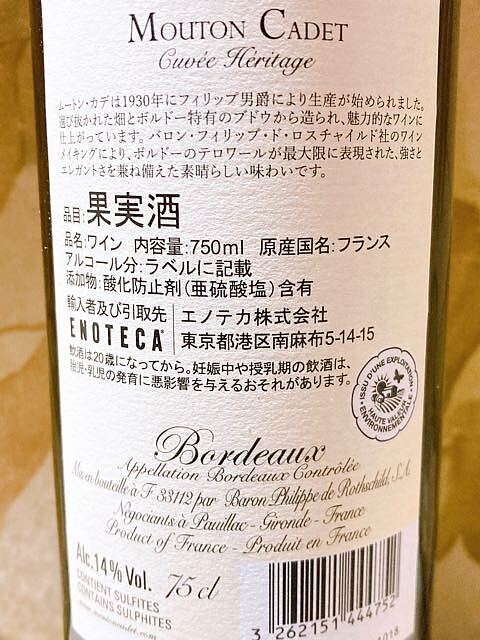 MOUTON CADET
Cuvée Héritage
ムートン・カデは1930年にフィリップ男爵により生産が始められました。
選び抜かれた畑とボルドー特有のブドウから造られ、魅力的なワインに
仕上がっています。バロン・フィリップ・ド・ロスチャイルド社のワイン
メイキングにより、ボルドーのテロワールが最大限に表現された、強さと
エレガントさを兼ね備えた素晴らしい味わいです。
品目:果実酒
品名:ワイン 内容量:750ml 原産国名:フランス
アルコール分:ラベルに記載
添加物:酸化防止剤(亜硫酸塩)含有
輸入者及び引取先 エノテカ株式会社
ENOTECA 東京都港区南麻布5-14-15
飲酒は20歳になってから。妊娠中や授乳期の飲酒は、
胎児・乳児の発育に悪影響を与えるおそれがあります。
ISSU D'UNE EXPLOITATION
HAUTE VALEUR
ENVIRONNEMENTALE
Bordeaux
Appellation Bordeaux Contrôlée
Mis en bouteille à F 33112 par Baron Philippe de Rothschild, S.A.
Négociants à Pauillac - Gironde - France
Product of France - Produit en France
Alc.14% Vol. 75 cl
CONTIENT SULFITES
CONTAINS SULPHITES
3 262151 444752